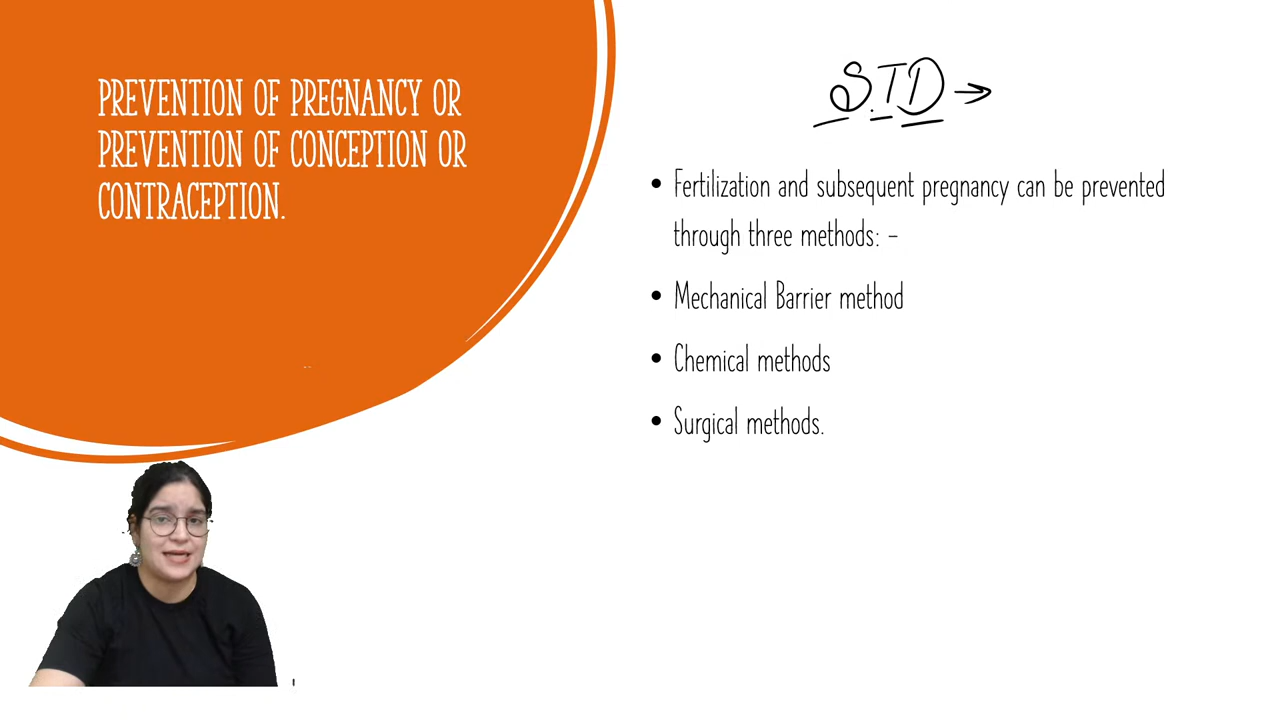 PREVENTION OF PREGNANCY OR
PREVENTION OF CONCEPTION OR
CONTRACEPTION.
S.T.D →
• Fertilization and subsequent pregnancy can be prevented
through three methods: –
• Mechanical Barrier method
• Chemical methods
• Surgical methods.